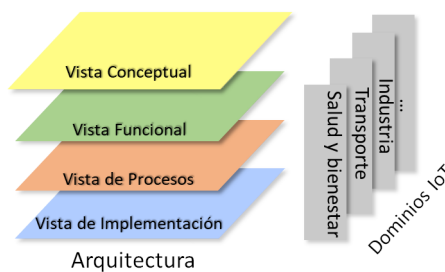 Vista Conceptual
Vista Funcional
Vista de Procesos
Vista de Implementación
Arquitectura
Salud y bienestar
Transporte
Industria
...
Dominios IoT